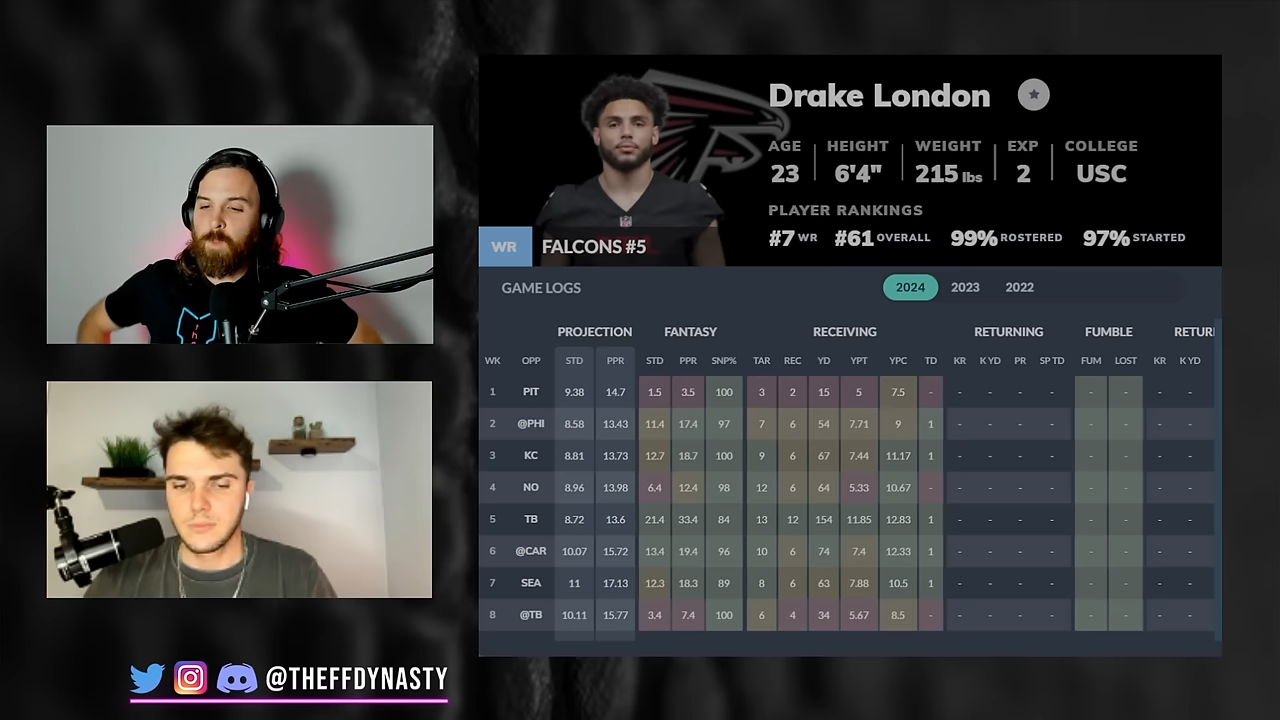 Drake London
AGE HEIGHT WEIGHT EXP COLLEGE
23 6'4" 215 lbs 2 USC
PLAYER RANKINGS
#7 WR #61 OVERALL 99% ROSTERED 97% STARTED
WR FALCONS #5
GAME LOGS 2024 2023 2022
PROJECTION FANTASY RECEIVING RETURNING FUMBLE RETUR
WK OPP STD PPR STD PPR SNP% TAR REC YD YPT YPC TD KR K YD PR SP TD FUM LOST KR K YD
1 PIT 9.38 14.7 1.5 3.5 100 3 2 15 5 7.5 - - - - - - - - -
2 @PHI 8.58 13.43 11.4 17.4 97 7 6 54 7.71 9 1 - - - - - - - -
3 KC 8.81 13.73 12.7 18.7 100 9 6 67 7.44 11.17 1 - - - - - - - -
4 NO 8.96 13.98 6.4 12.4 98 12 6 64 5.33 10.67 - - - - - - - - -
5 TB 8.72 13.6 21.4 33.4 84 13 12 154 11.85 12.83 1 - - - - - - - -
6 @CAR 10.07 15.72 13.4 19.4 96 10 6 74 7.4 12.33 1 - - - - - - - -
7 SEA 11 17.13 12.3 18.3 89 8 6 63 7.88 10.5 1 - - - - - - - -
8 @TB 10.11 15.77 3.4 7.4 100 6 4 34 5.67 8.5 - - - - - - - - -
@THEFFDYNASTY